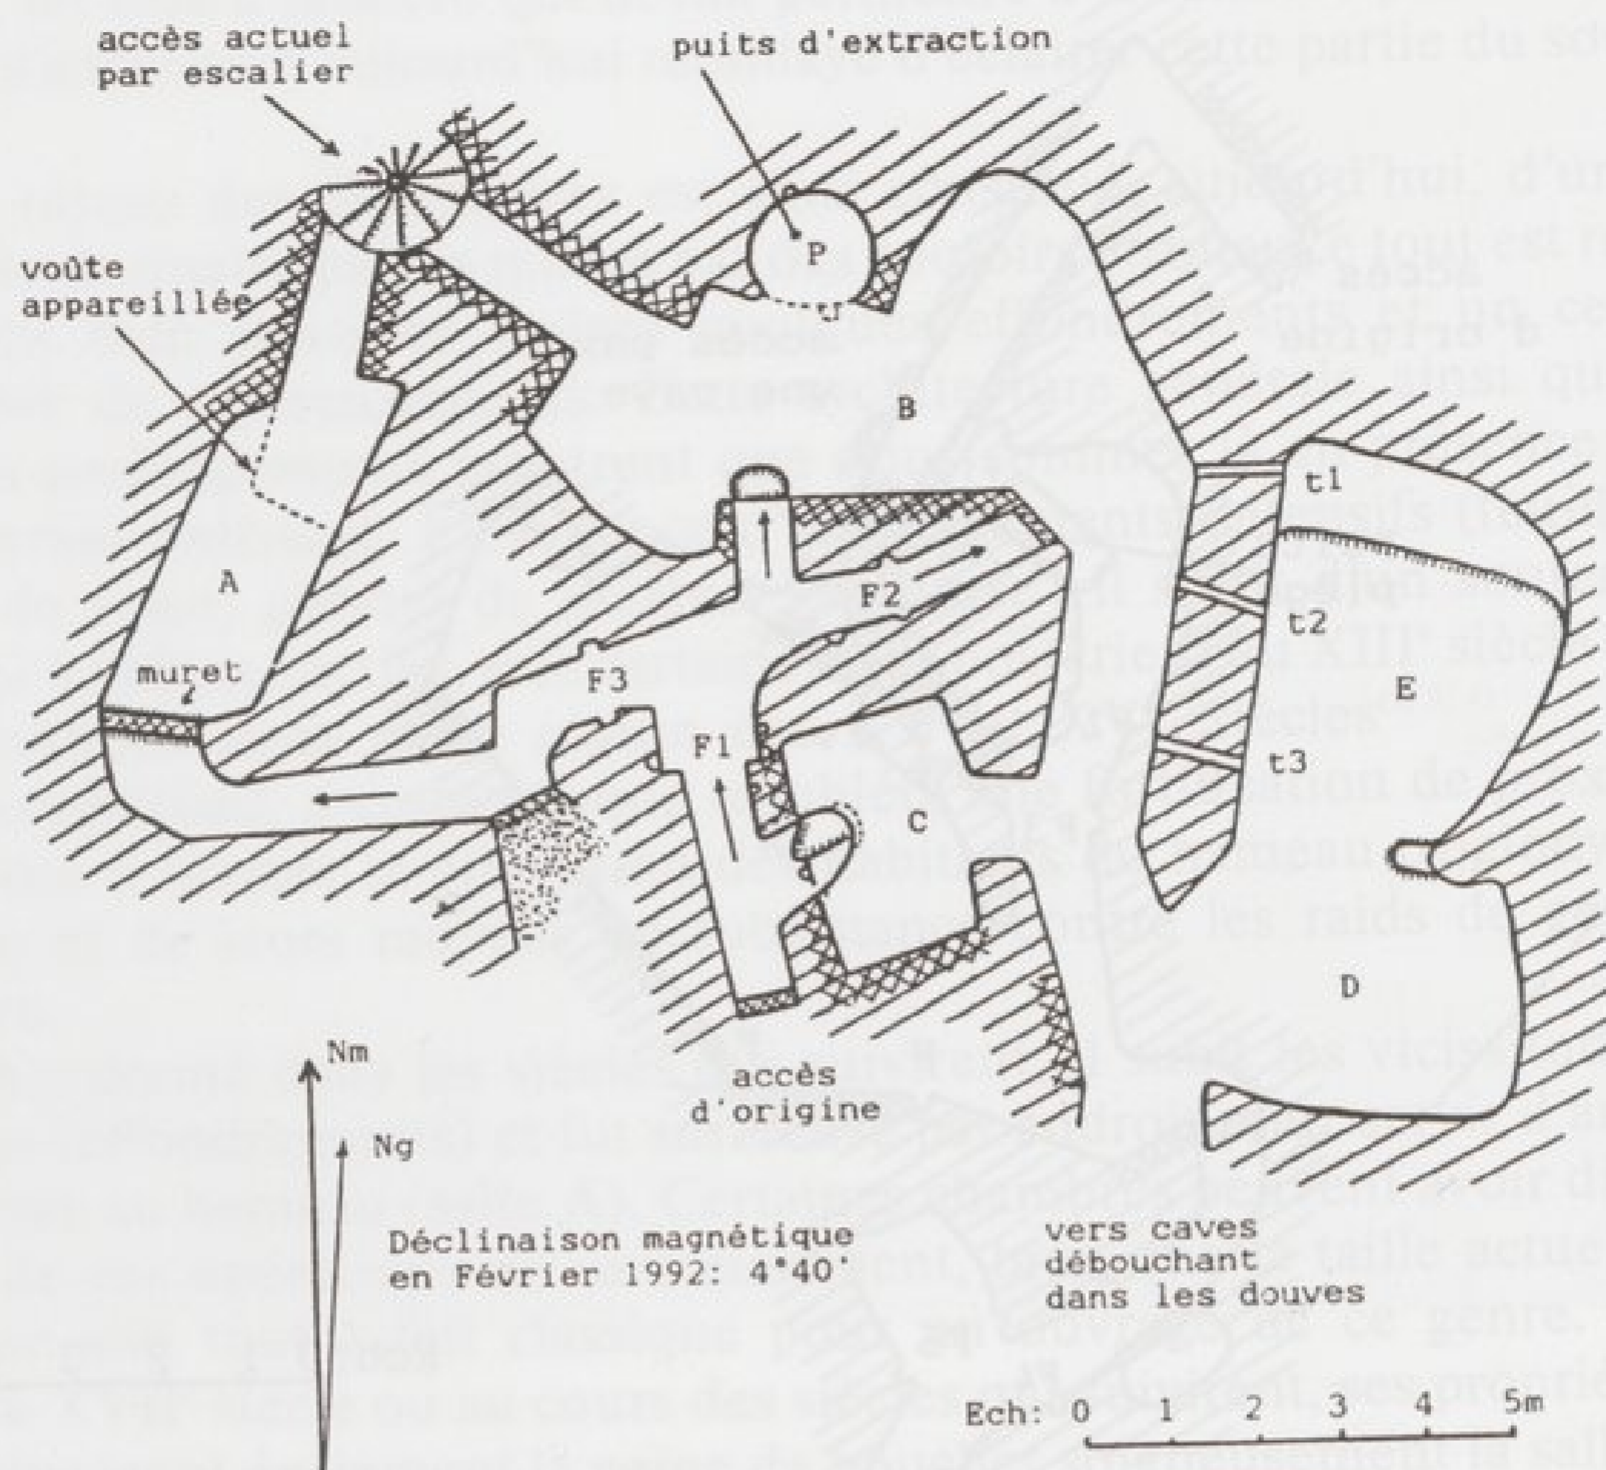 accès actuel
par escalier
puits d'extraction
voûte
appareillée
P
B
A
muret
F2
F3
F1
C
t1
t2
t3
E
D
accès
d'origine
Nm
Ng
Déclinaison magnétique
en Février 1992: 4°40'
vers caves
débouchant
dans les douves
Ech: 0 1 2 3 4 5m